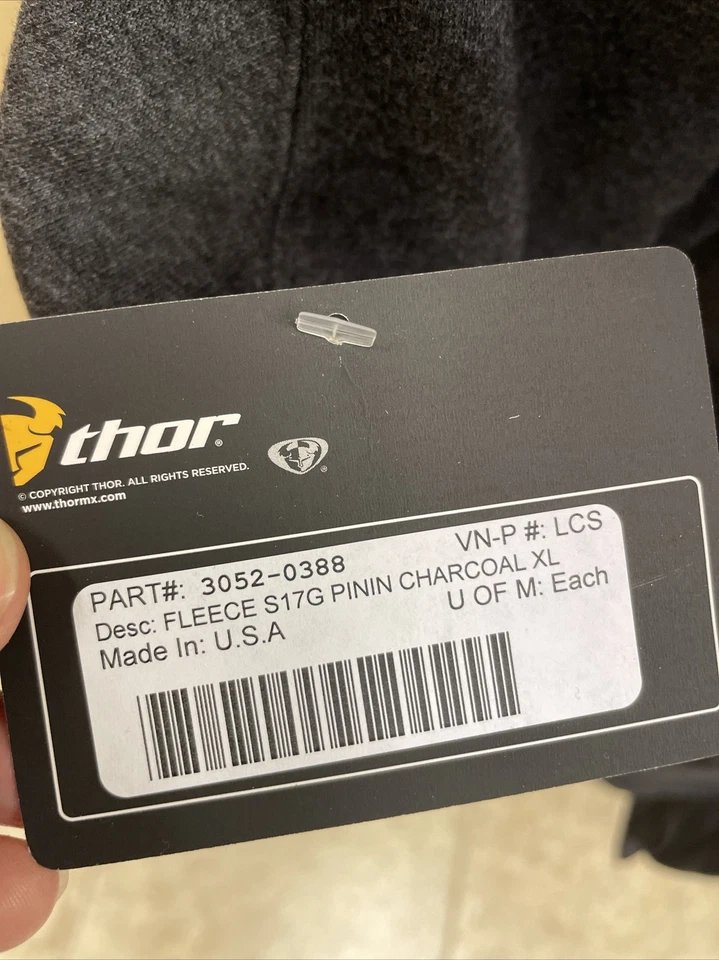 thor®
© COPYRIGHT THOR. ALL RIGHTS RESERVED.
www.thormx.com
PART#: 3052-0388 VN-P #: LCS
Desc: FLEECE S17G PININ CHARCOAL XL
Made In: U.S.A U OF M: Each